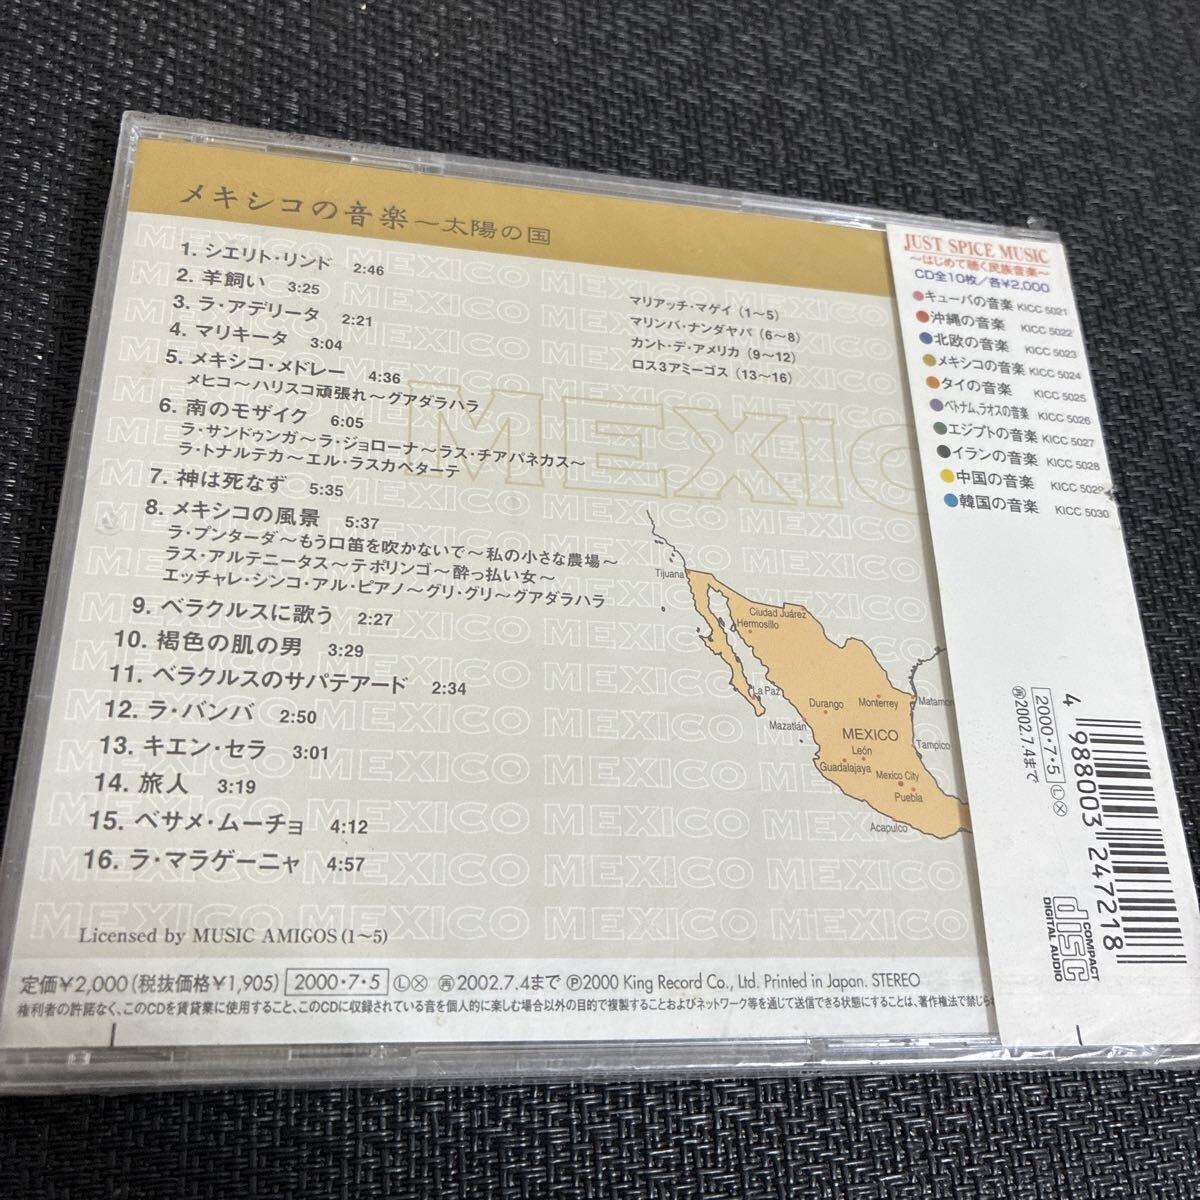 メキシコの音楽～太陽の国
1. シエリト・リンド 2:46
2. 羊飼い 3:25
3. ラ・アデリータ 2:21
4. マリキータ 3:04
5. メキシコ・メドレー 4:36
メヒコ～ハリスコ頑張れ～グアダラハラ
6. 南のモザイク 6:05
ラ・サンドゥンガ～ラ・ジョローナ～ラス・チアパネカス～
ラ・トナルテカ～エル・ラスカペターテ
7. 神は死なず 5:35
8. メキシコの風景 5:37
ラ・プンターダ～もう口笛を吹かないで～私の小さな農場～
ラス・アルテニータス～テポリンゴ～酔っ払い女～
エッチャレ・シンコ・アル・ピアノ～グリ・グリ～グアダラハラ
9. ベラクルスに歌う 2:27
10. 褐色の肌の男 3:29
11. ベラクルスのサパテアード 2:34
12. ラ・バンバ 2:50
13. キエン・セラ 3:01
14. 旅人 3:19
15. ベサメ・ムーチョ 4:12
16. ラ・マラゲーニャ 4:57
マリアッチ・マゲイ（1～5）
マリンバ・ナンダヤパ（6～8）
カント・デ・アメリカ（9～12）
ロス3アミーゴス（13～16）
MEXICO
Tijuana
Ciudad Juárez
Hermosillo
La Paz
Durango
Monterrey
Matamor
Mazatlán
MEXICO
Tampico
León
Guadalajaya
Mexico City
Puebla
Acapulco
Licensed by MUSIC AMIGOS (1～5)
定価￥2,000（税抜価格￥1,905） 2000・7・5 Ⓛ Ⓧ 再 2002.7.4まで ℗2000 King Record Co., Ltd. Printed in Japan. STEREO
権利者の許諾なく、このCDを賃貸業に使用すること、このCDに収録されている音を個人的に楽しむ場合以外の目的で複製することおよびネットワーク等を通じて送信できる状態にすることは、著作権法で禁じら
JUST SPICE MUSIC
～はじめて聴く民族音楽～
CD全10枚／各￥2,000
キューバの音楽 KICC 5021
沖縄の音楽 KICC 5022
北欧の音楽 KICC 5023
メキシコの音楽 KICC 5024
タイの音楽 KICC 5025
ベトナム、ラオスの音楽 KICC 5026
エジプトの音楽 KICC 5027
イランの音楽 KICC 5028
中国の音楽 KICC 5029
韓国の音楽 KICC 5030
2000・7・5 Ⓛ Ⓧ
再 2002.7.4まで
4 988003 247218
COMPACT
disc
DIGITAL AUDIO